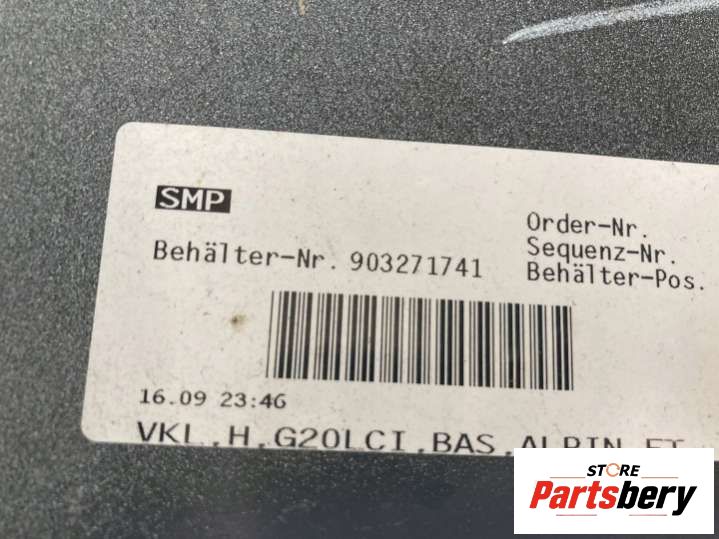 SMP
Order-Nr.
Sequenz-Nr.
Behälter-Nr. 903271741
Behälter-Pos.
16.09 23:46
VKL,H,G20LCI,BAS,ALPIN,ET
STORE
Partsbery